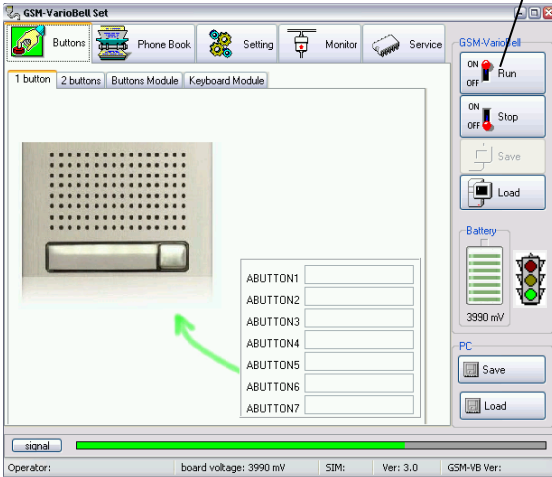 GSM-VarioBell Set
Buttons
Phone Book
Setting
Monitor
Service
1 button
2 buttons
Buttons Module
Keyboard Module
ABUTTON1
ABUTTON2
ABUTTON3
ABUTTON4
ABUTTON5
ABUTTON6
ABUTTON7
GSM-VarioBell
ON
OFF
Run
ON
OFF
Stop
Save
Load
Battery
3990 mV
PC
Save
Load
signal
Operator:
board voltage: 3990 mV
SIM:
Ver: 3.0
GSM-VB Ver: